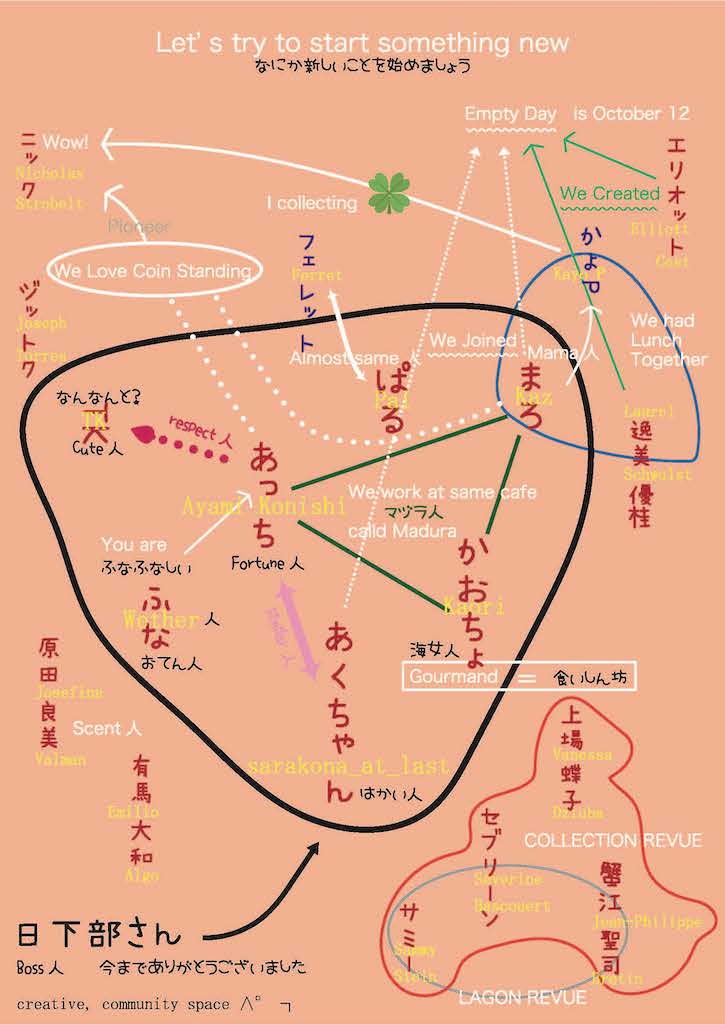 Let's try to start something new
なにか新しいことを始めましょう
Empty Day is October 12
ニック
Wow!
Nicholas
Strobelt
エリオット
We Created
Elliott
Cost
I collecting
Pioneer
フェレット
Ferret
かよP
Kayo P
We Love Coin Standing
ヅットク
Joseph
Torres
We had
Lunch
Together
Almost same 人
We Joined
Mama 人
ぱる
Pal
まろ
Kaz
なんなんと?
TK
Cute 人
respect 人
Laurel
逸美優桂
Schwulst
あっち
Ayami Konishi
We work at same cafe
マヅラ人
calld Madura
You are
ふなふなしい
Fortune 人
かおちょ
Kaori
ふな
Wother 人
おてん人
海女人
Gourmand = 食いしん坊
あくちゃん
sarakona_at_last
はかい人
原田良美
Josefina
Valman
Scent 人
有馬大和
Emilio
Algo
上場蝶子
Vanessa
Dziuba
COLLECTION REVUE
セブリーン
Severine
Bascouert
蟹江聖司
Jean-Philippe
Bretin
サミー
Sammy
Stein
LAGON REVUE
日下部さん
Boss 人 今までありがとうございました
creative, community space ペ ┐